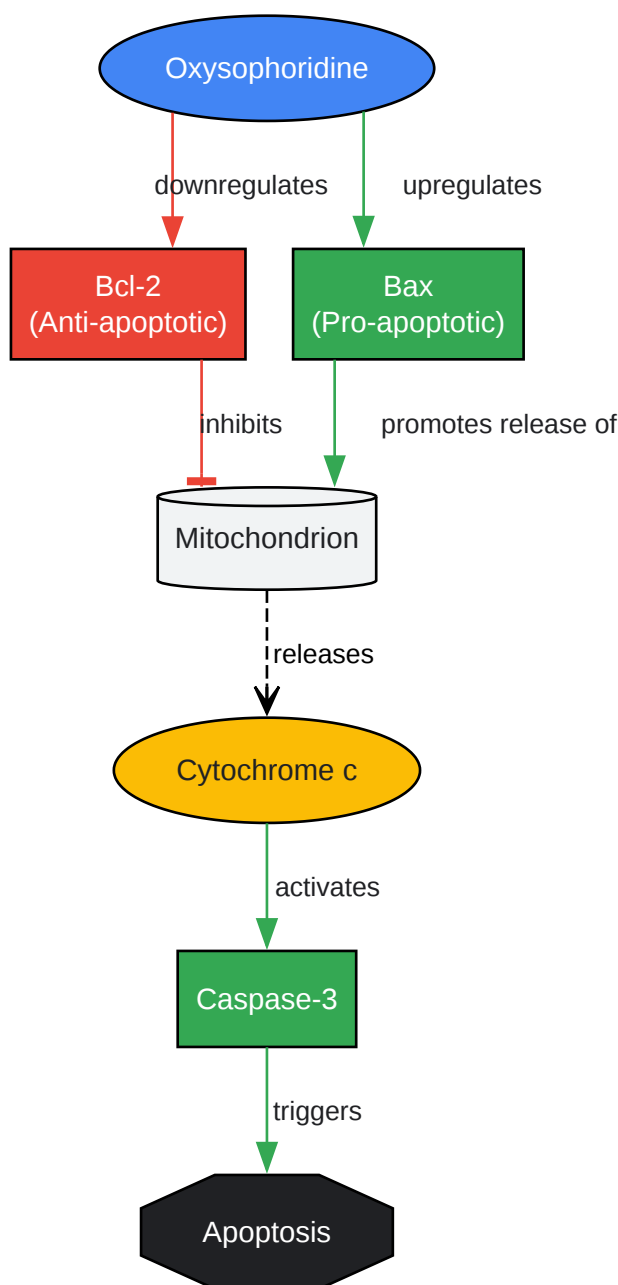 Oxysophoridine
downregulates
upregulates
Bcl-2
(Anti-apoptotic)
Bax
(Pro-apoptotic)
inhibits
promotes release of
Mitochondrion
releases
Cytochrome c
activates
Caspase-3
triggers
Apoptosis